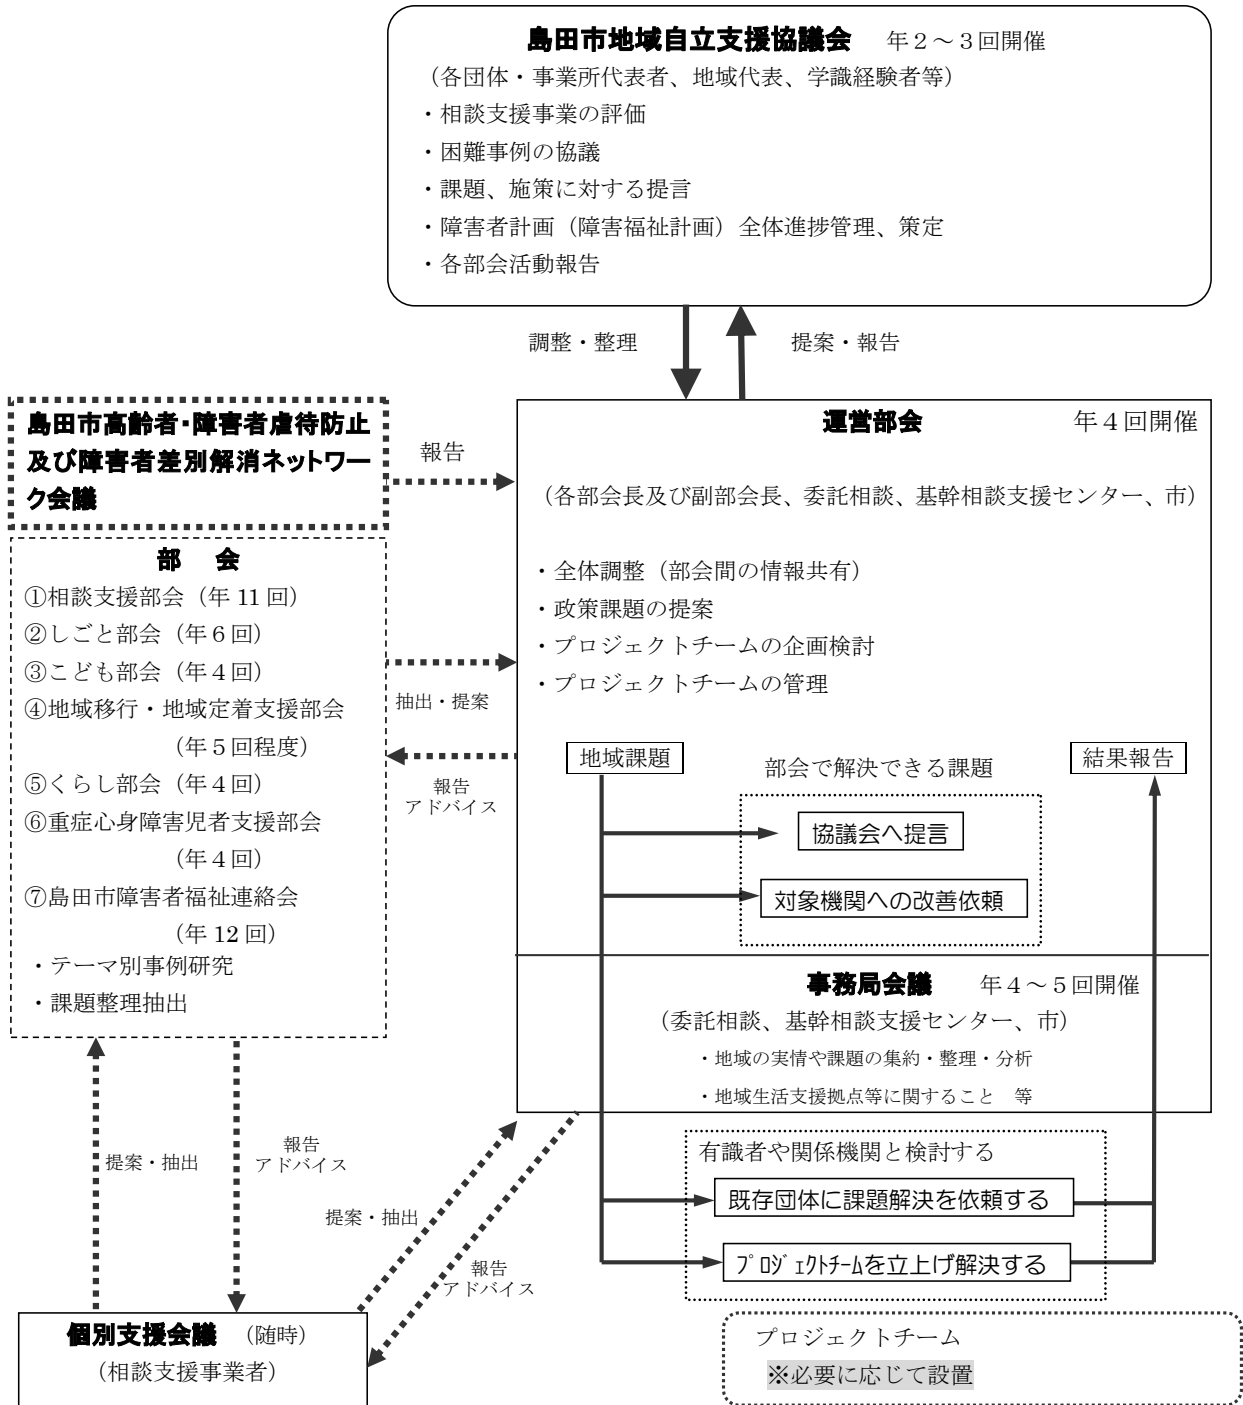 島田市地域自立支援協議会　年２～３回開催
（各団体・事業所代表者、地域代表、学識経験者等）
・相談支援事業の評価
・困難事例の協議
・課題、施策に対する提言
・障害者計画（障害福祉計画）全体進捗管理、策定
・各部会活動報告
調整・整理
提案・報告
島田市高齢者・障害者虐待防止
及び障害者差別解消ネットワー
ク会議
報告
運営部会　年４回開催
（各部会長及び副部会長、委託相談、基幹相談支援センター、市）
・全体調整（部会間の情報共有）
・政策課題の提案
・プロジェクトチームの企画検討
・プロジェクトチームの管理
部　会
①相談支援部会（年 11 回）
②しごと部会（年６回）
③こども部会（年４回）
④地域移行・地域定着支援部会
（年５回程度）
⑤くらし部会（年４回）
⑥重症心身障害児者支援部会
（年４回）
⑦島田市障害者福祉連絡会
（年 12 回）
・テーマ別事例研究
・課題整理抽出
抽出・提案
報告
アドバイス
地域課題
部会で解決できる課題
結果報告
協議会へ提言
対象機関への改善依頼
事務局会議　年４～５回開催
（委託相談、基幹相談支援センター、市）
・地域の実情や課題の集約・整理・分析
・地域生活支援拠点等に関すること　等
提案・抽出
報告
アドバイス
提案・抽出
報告
アドバイス
有識者や関係機関と検討する
既存団体に課題解決を依頼する
ﾌﾟﾛｼﾞｪｸﾄﾁｰﾑを立上げ解決する
個別支援会議　（随時）
（相談支援事業者）
プロジェクトチーム
※必要に応じて設置